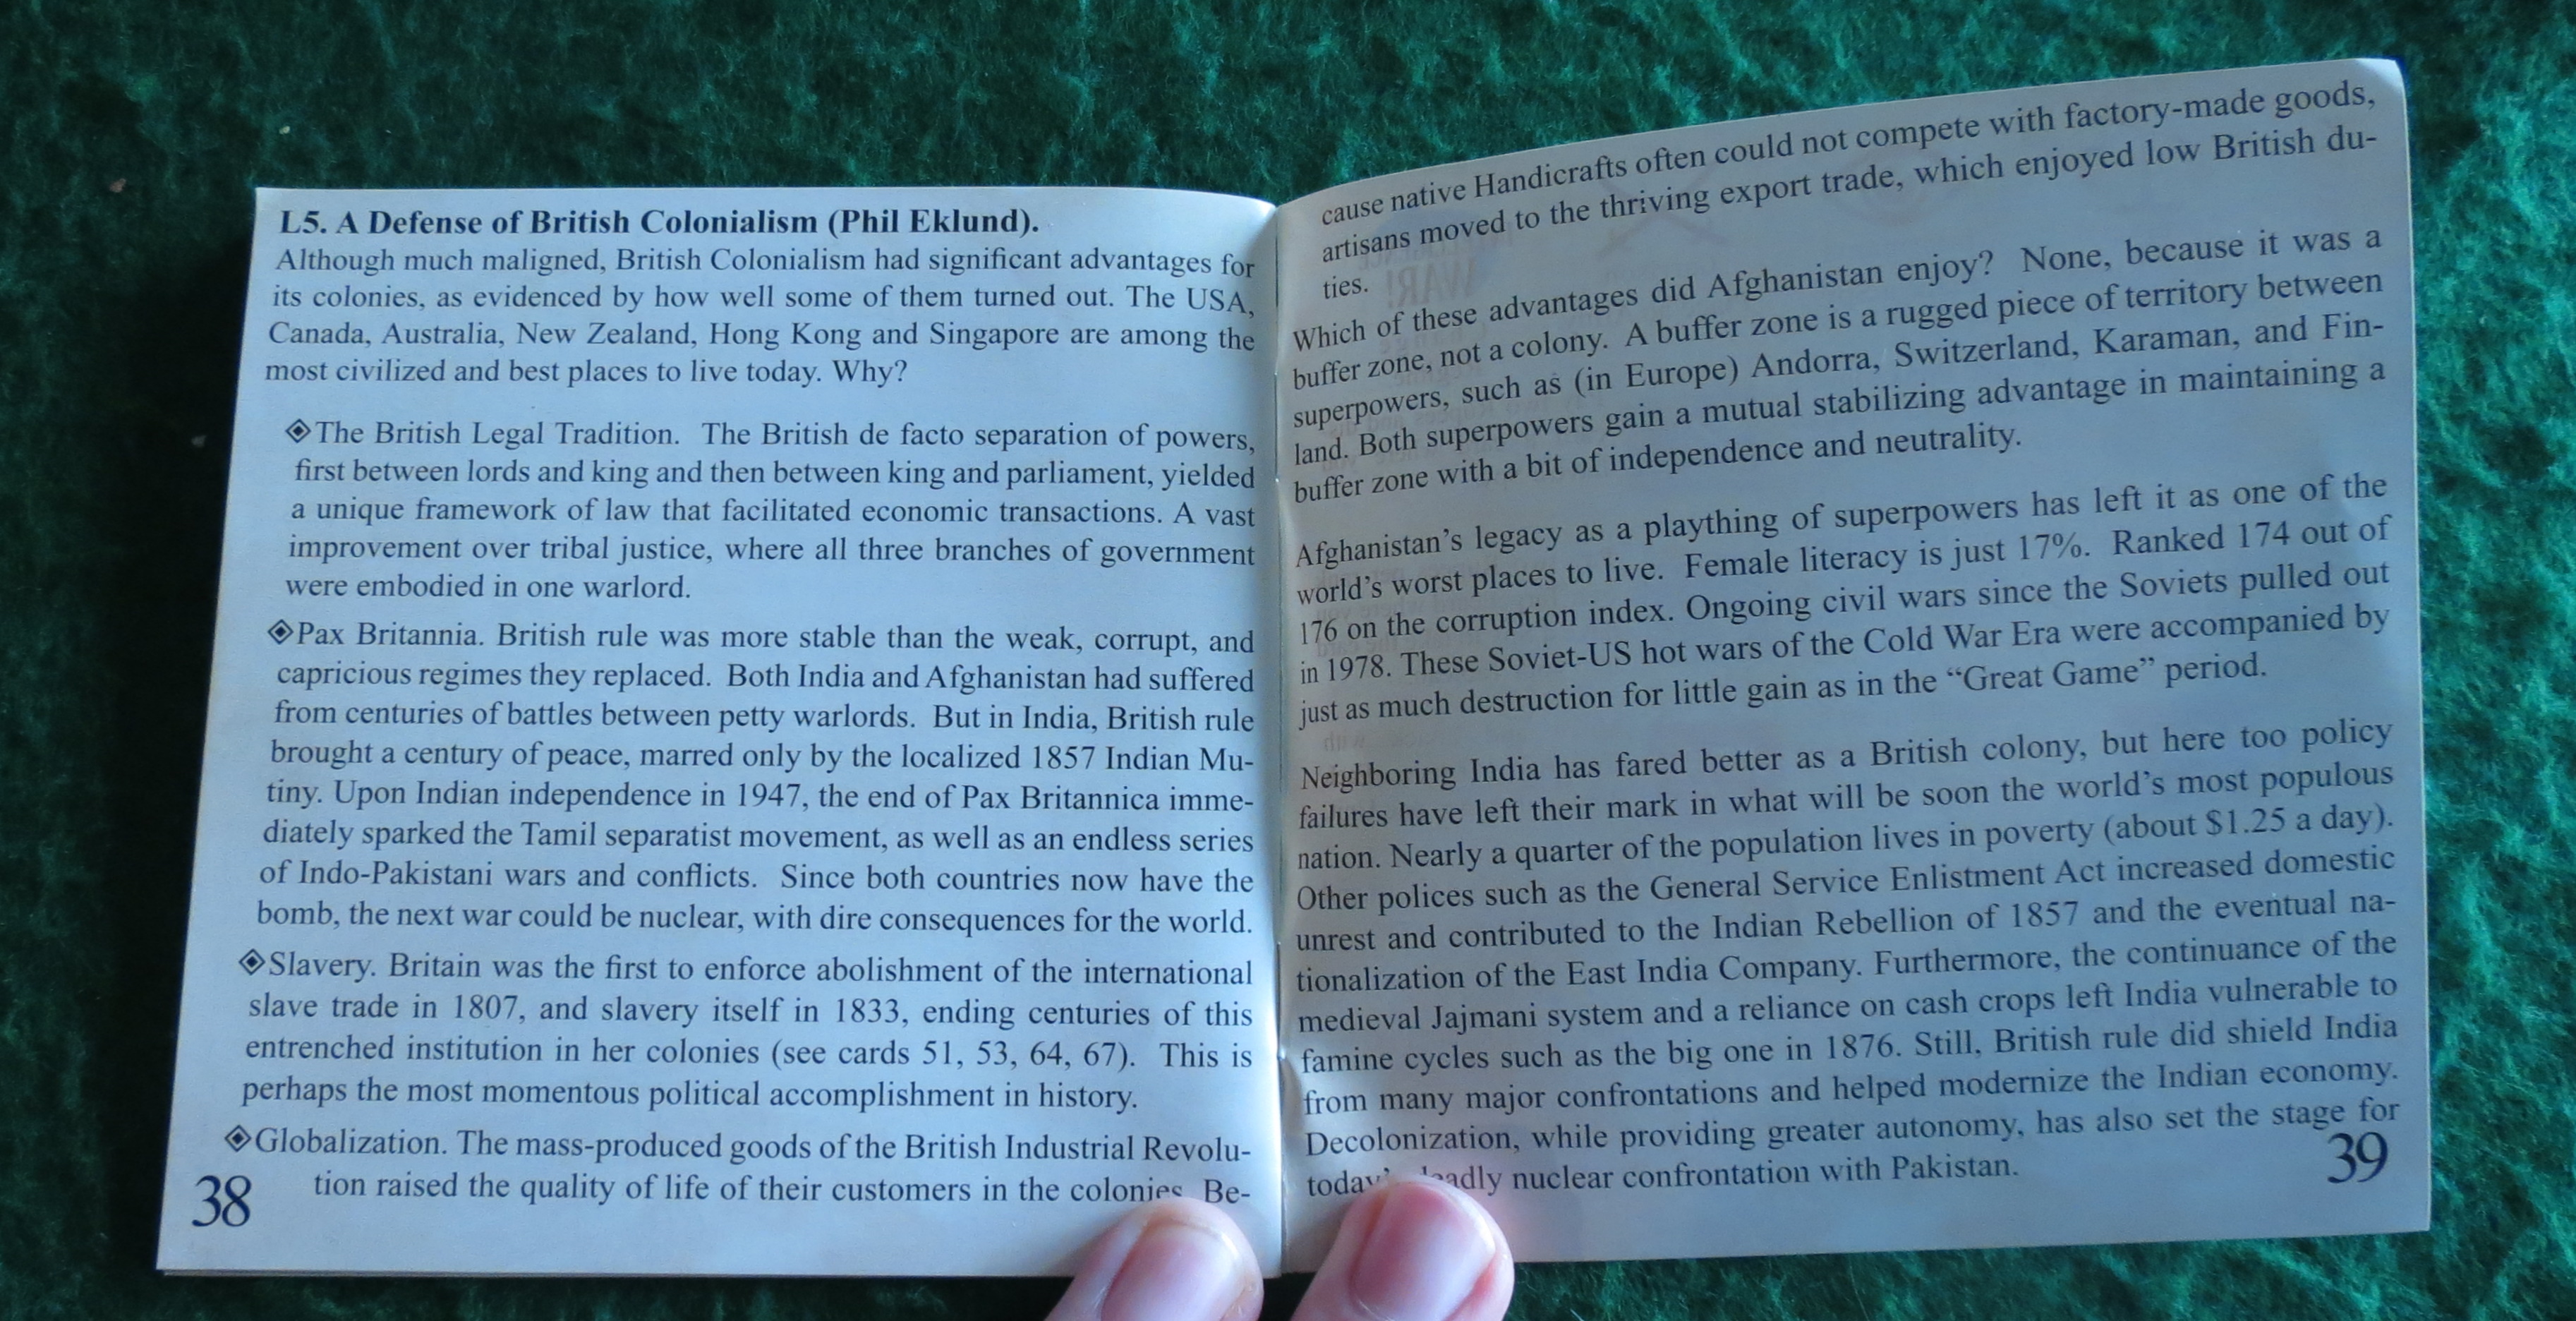 L5. A Defense of British Colonialism (Phil Eklund).
Although much maligned, British Colonialism had significant advantages for
its colonies, as evidenced by how well some of them turned out. The USA,
Canada, Australia, New Zealand, Hong Kong and Singapore are among the
most civilized and best places to live today. Why?
◈The British Legal Tradition. The British de facto separation of powers,
first between lords and king and then between king and parliament, yielded
a unique framework of law that facilitated economic transactions. A vast
improvement over tribal justice, where all three branches of government
were embodied in one warlord.
◈Pax Britannia. British rule was more stable than the weak, corrupt, and
capricious regimes they replaced. Both India and Afghanistan had suffered
from centuries of battles between petty warlords. But in India, British rule
brought a century of peace, marred only by the localized 1857 Indian Mu-
tiny. Upon Indian independence in 1947, the end of Pax Britannica imme-
diately sparked the Tamil separatist movement, as well as an endless series
of Indo-Pakistani wars and conflicts. Since both countries now have the
bomb, the next war could be nuclear, with dire consequences for the world.
◈Slavery. Britain was the first to enforce abolishment of the international
slave trade in 1807, and slavery itself in 1833, ending centuries of this
entrenched institution in her colonies (see cards 51, 53, 64, 67). This is
perhaps the most momentous political accomplishment in history.
◈Globalization. The mass-produced goods of the British Industrial Revolu-
tion raised the quality of life of their customers in the colonies. Be-
38
cause native Handicrafts often could not compete with factory-made goods,
artisans moved to the thriving export trade, which enjoyed low British du-
ties.
Which of these advantages did Afghanistan enjoy? None, because it was a
buffer zone, not a colony. A buffer zone is a rugged piece of territory between
superpowers, such as (in Europe) Andorra, Switzerland, Karaman, and Fin-
land. Both superpowers gain a mutual stabilizing advantage in maintaining a
buffer zone with a bit of independence and neutrality.
Afghanistan's legacy as a plaything of superpowers has left it as one of the
world's worst places to live. Female literacy is just 17%. Ranked 174 out of
176 on the corruption index. Ongoing civil wars since the Soviets pulled out
in 1978. These Soviet-US hot wars of the Cold War Era were accompanied by
just as much destruction for little gain as in the “Great Game” period.
Neighboring India has fared better as a British colony, but here too policy
failures have left their mark in what will be soon the world's most populous
nation. Nearly a quarter of the population lives in poverty (about $1.25 a day).
Other polices such as the General Service Enlistment Act increased domestic
unrest and contributed to the Indian Rebellion of 1857 and the eventual na-
tionalization of the East India Company. Furthermore, the continuance of the
medieval Jajmani system and a reliance on cash crops left India vulnerable to
famine cycles such as the big one in 1876. Still, British rule did shield India
from many major confrontations and helped modernize the Indian economy.
Decolonization, while providing greater autonomy, has also set the stage for
today's deadly nuclear confrontation with Pakistan.
39